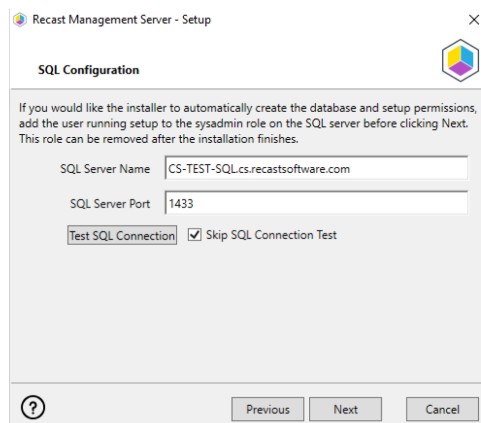 Recast Management Server - Setup
SQL Configuration
If you would like the installer to automatically create the database and setup permissions,
add the user running setup to the sysadmin role on the SQL server before clicking Next.
This role can be removed after the installation finishes.
SQL Server Name CS-TEST-SQL.cs.recastsoftware.com
SQL Server Port 1433
Test SQL Connection Skip SQL Connection Test
? Previous Next Cancel